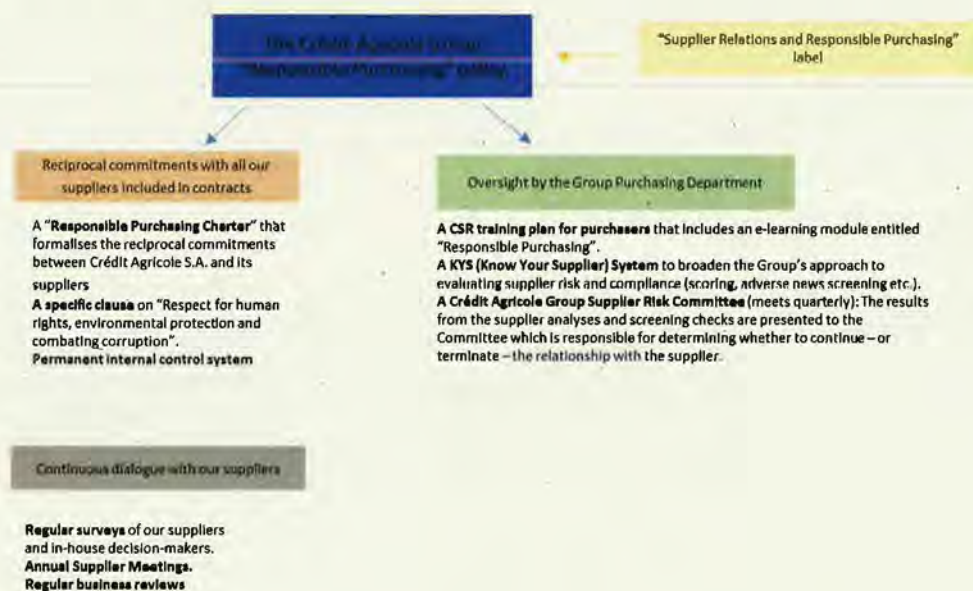 The Crédit Agricole Group
"Responsible Purchasing" policy
"Supplier Relations and Responsible Purchasing"
label
Reciprocal commitments with all our
suppliers included in contracts
A "Responsible Purchasing Charter" that
formalises the reciprocal commitments
between Crédit Agricole S.A. and its
suppliers
A specific clause on "Respect for human
rights, environmental protection and
combating corruption".
Permanent internal control system
Oversight by the Group Purchasing Department
A CSR training plan for purchasers that includes an e-learning module entitled
"Responsible Purchasing".
A KYS (Know Your Supplier) System to broaden the Group's approach to
evaluating supplier risk and compliance (scoring, adverse news screening etc.).
A Crédit Agricole Group Supplier Risk Committee (meets quarterly): The results
from the supplier analyses and screening checks are presented to the
Committee which is responsible for determining whether to continue – or
terminate – the relationship with the supplier.
Continuous dialogue with our suppliers
Regular surveys of our suppliers
and in-house decision-makers.
Annual Supplier Meetings.
Regular business reviews